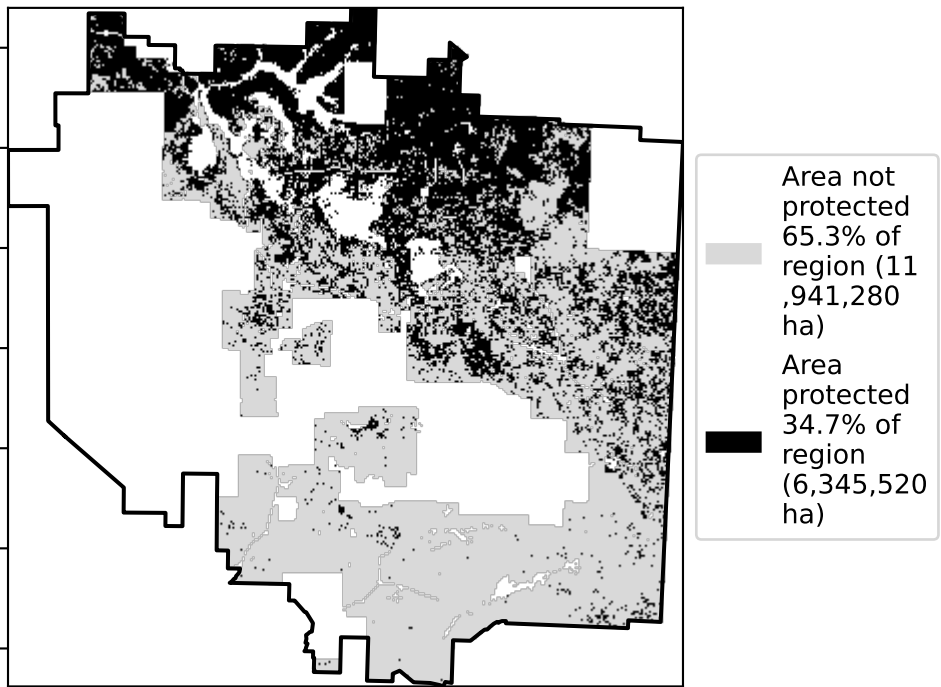 Area not
protected
65.3% of
region (11
,941,280
ha)
Area
protected
34.7% of
region
(6,345,520
ha)